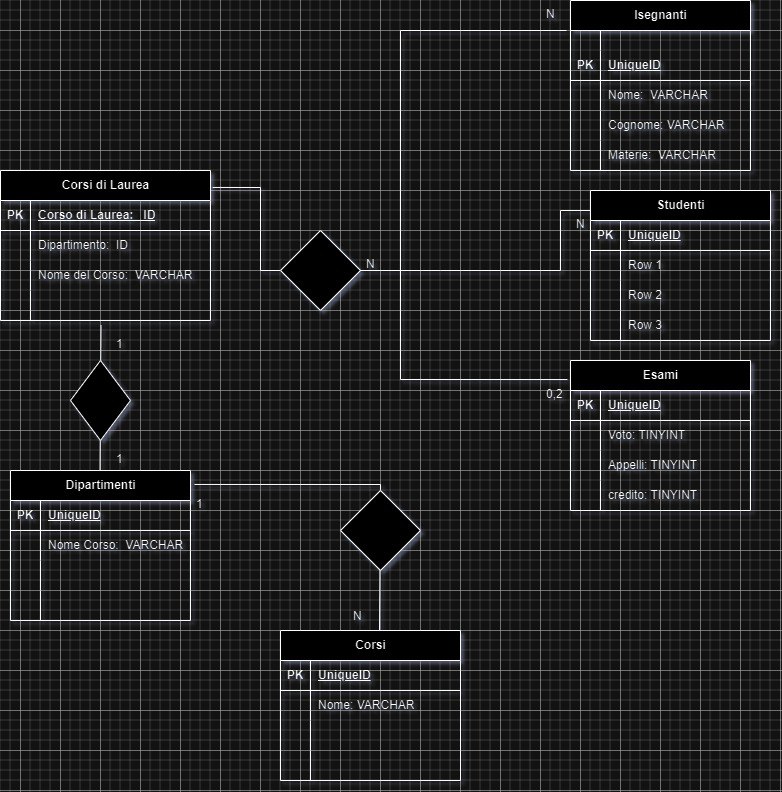 N
Isegnanti
PK UniqueID
Nome: VARCHAR
Cognome: VARCHAR
Materie: VARCHAR
Corsi di Laurea
PK Corso di Laurea: ID
Dipartimento: ID
Nome del Corso: VARCHAR
N
N
Studenti
PK UniqueID
Row 1
Row 2
Row 3
1
0,2
Esami
PK UniqueID
Voto: TINYINT
Appelli: TINYINT
credito: TINYINT
1
Dipartimenti
PK UniqueID
Nome Corso: VARCHAR
1
N
Corsi
PK UniqueID
Nome: VARCHAR